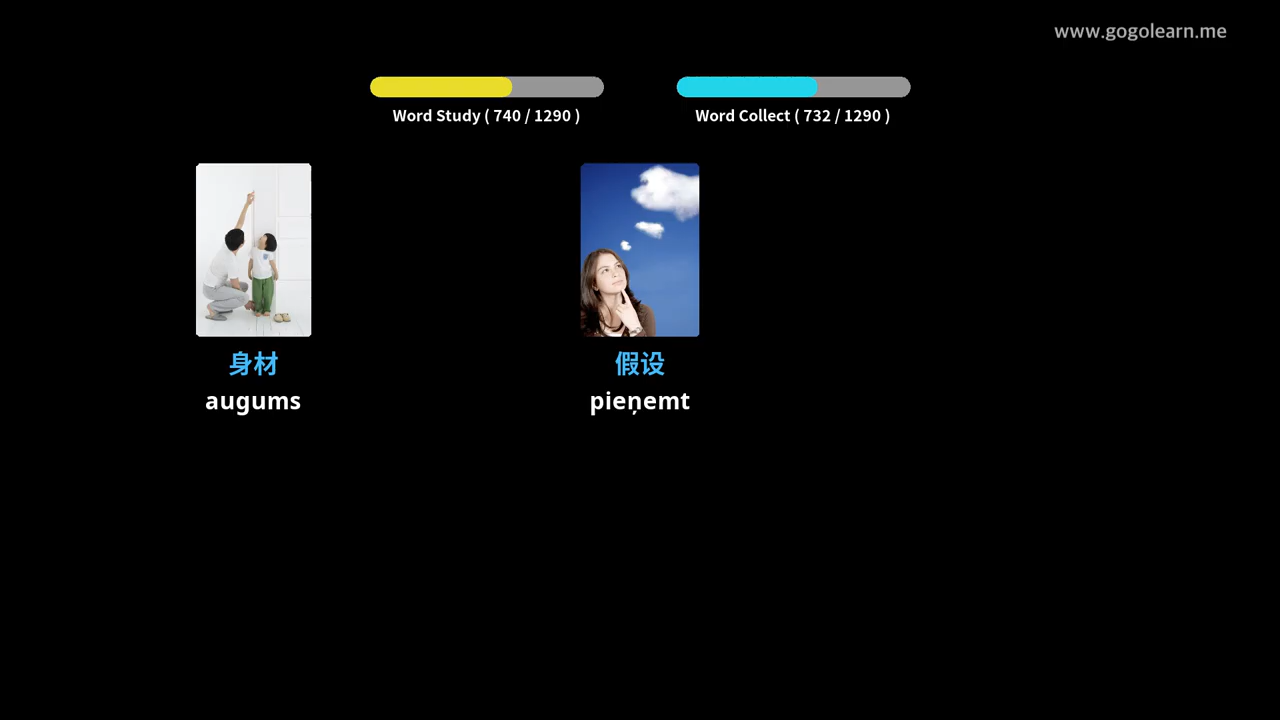 www.gogolearn.me
Word Study ( 740 / 1290 )
Word Collect ( 732 / 1290 )
身材
augums
假设
pieņemt